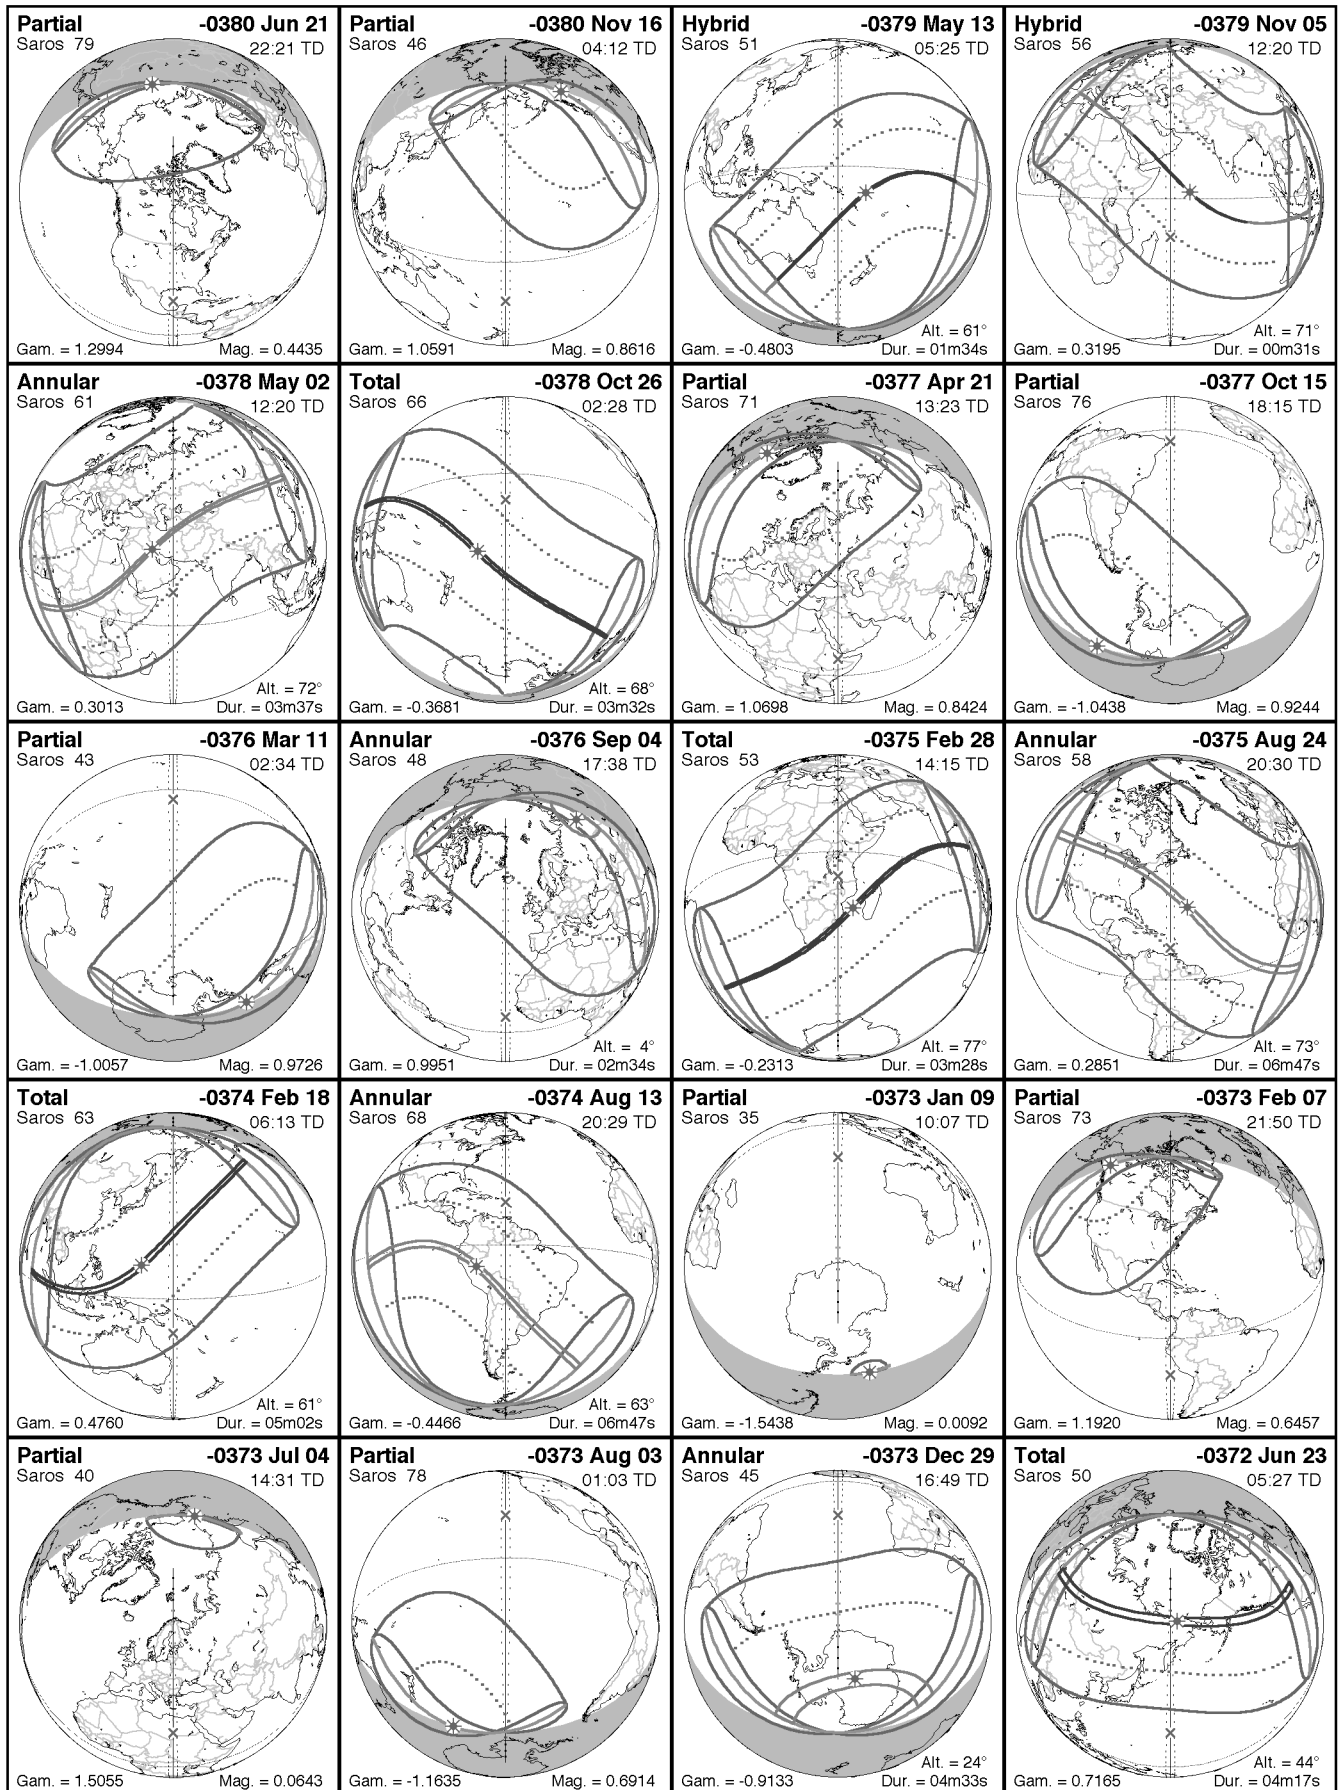 Partial -0380 Jun 21
Saros 79 22:21 TD
Gam. = 1.2994 Mag. = 0.4435
Partial -0380 Nov 16
Saros 46 04:12 TD
Gam. = 1.0591 Mag. = 0.8616
Hybrid -0379 May 13
Saros 51 05:25 TD
Alt. = 61°
Gam. = -0.4803 Dur. = 01m34s
Hybrid -0379 Nov 05
Saros 56 12:20 TD
Alt. = 71°
Gam. = 0.3195 Dur. = 00m31s
Annular -0378 May 02
Saros 61 12:20 TD
Alt. = 72°
Gam. = 0.3013 Dur. = 03m37s
Total -0378 Oct 26
Saros 66 02:28 TD
Alt. = 68°
Gam. = -0.3681 Dur. = 03m32s
Partial -0377 Apr 21
Saros 71 13:23 TD
Gam. = 1.0698 Mag. = 0.8424
Partial -0377 Oct 15
Saros 76 18:15 TD
Gam. = -1.0438 Mag. = 0.9244
Partial -0376 Mar 11
Saros 43 02:34 TD
Gam. = -1.0057 Mag. = 0.9726
Annular -0376 Sep 04
Saros 48 17:38 TD
Alt. = 4°
Gam. = 0.9951 Dur. = 02m34s
Total -0375 Feb 28
Saros 53 14:15 TD
Alt. = 77°
Gam. = -0.2313 Dur. = 03m28s
Annular -0375 Aug 24
Saros 58 20:30 TD
Alt. = 73°
Gam. = 0.2851 Dur. = 06m47s
Total -0374 Feb 18
Saros 63 06:13 TD
Alt. = 61°
Gam. = 0.4760 Dur. = 05m02s
Annular -0374 Aug 13
Saros 68 20:29 TD
Alt. = 63°
Gam. = -0.4466 Dur. = 06m47s
Partial -0373 Jan 09
Saros 35 10:07 TD
Gam. = -1.5438 Mag. = 0.0092
Partial -0373 Feb 07
Saros 73 21:50 TD
Gam. = 1.1920 Mag. = 0.6457
Partial -0373 Jul 04
Saros 40 14:31 TD
Gam. = 1.5055 Mag. = 0.0643
Partial -0373 Aug 03
Saros 78 01:03 TD
Gam. = -1.1635 Mag. = 0.6914
Annular -0373 Dec 29
Saros 45 16:49 TD
Alt. = 24°
Gam. = -0.9133 Dur. = 04m33s
Total -0372 Jun 23
Saros 50 05:27 TD
Alt. = 44°
Gam. = 0.7165 Dur. = 04m17s